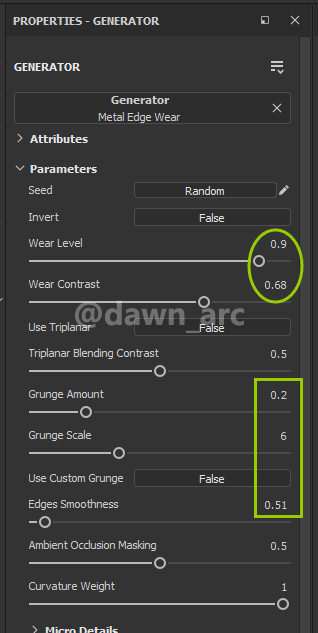 PROPERTIES - GENERATOR
GENERATOR
Generator
Metal Edge Wear
Attributes
Parameters
Seed Random
Invert False
Wear Level 0.9
Wear Contrast 0.68
@dawn_arc
Use Triplanar False
Triplanar Blending Contrast 0.5
Grunge Amount 0.2
Grunge Scale 6
Use Custom Grunge False
Edges Smoothness 0.51
Ambient Occlusion Masking 0.5
Curvature Weight 1
Micro Details